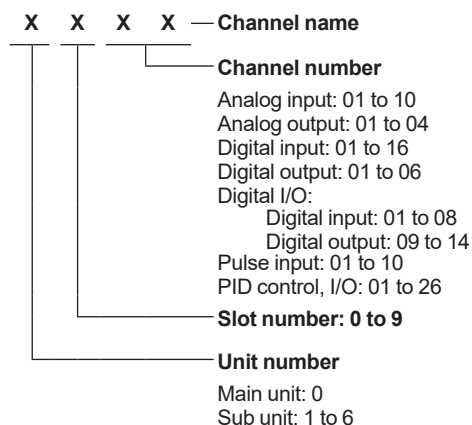 X X X X Channel name
Channel number
Analog input: 01 to 10
Analog output: 01 to 04
Digital input: 01 to 16
Digital output: 01 to 06
Digital I/O:
Digital input: 01 to 08
Digital output: 09 to 14
Pulse input: 01 to 10
PID control, I/O: 01 to 26
Slot number: 0 to 9
Unit number
Main unit: 0
Sub unit: 1 to 6